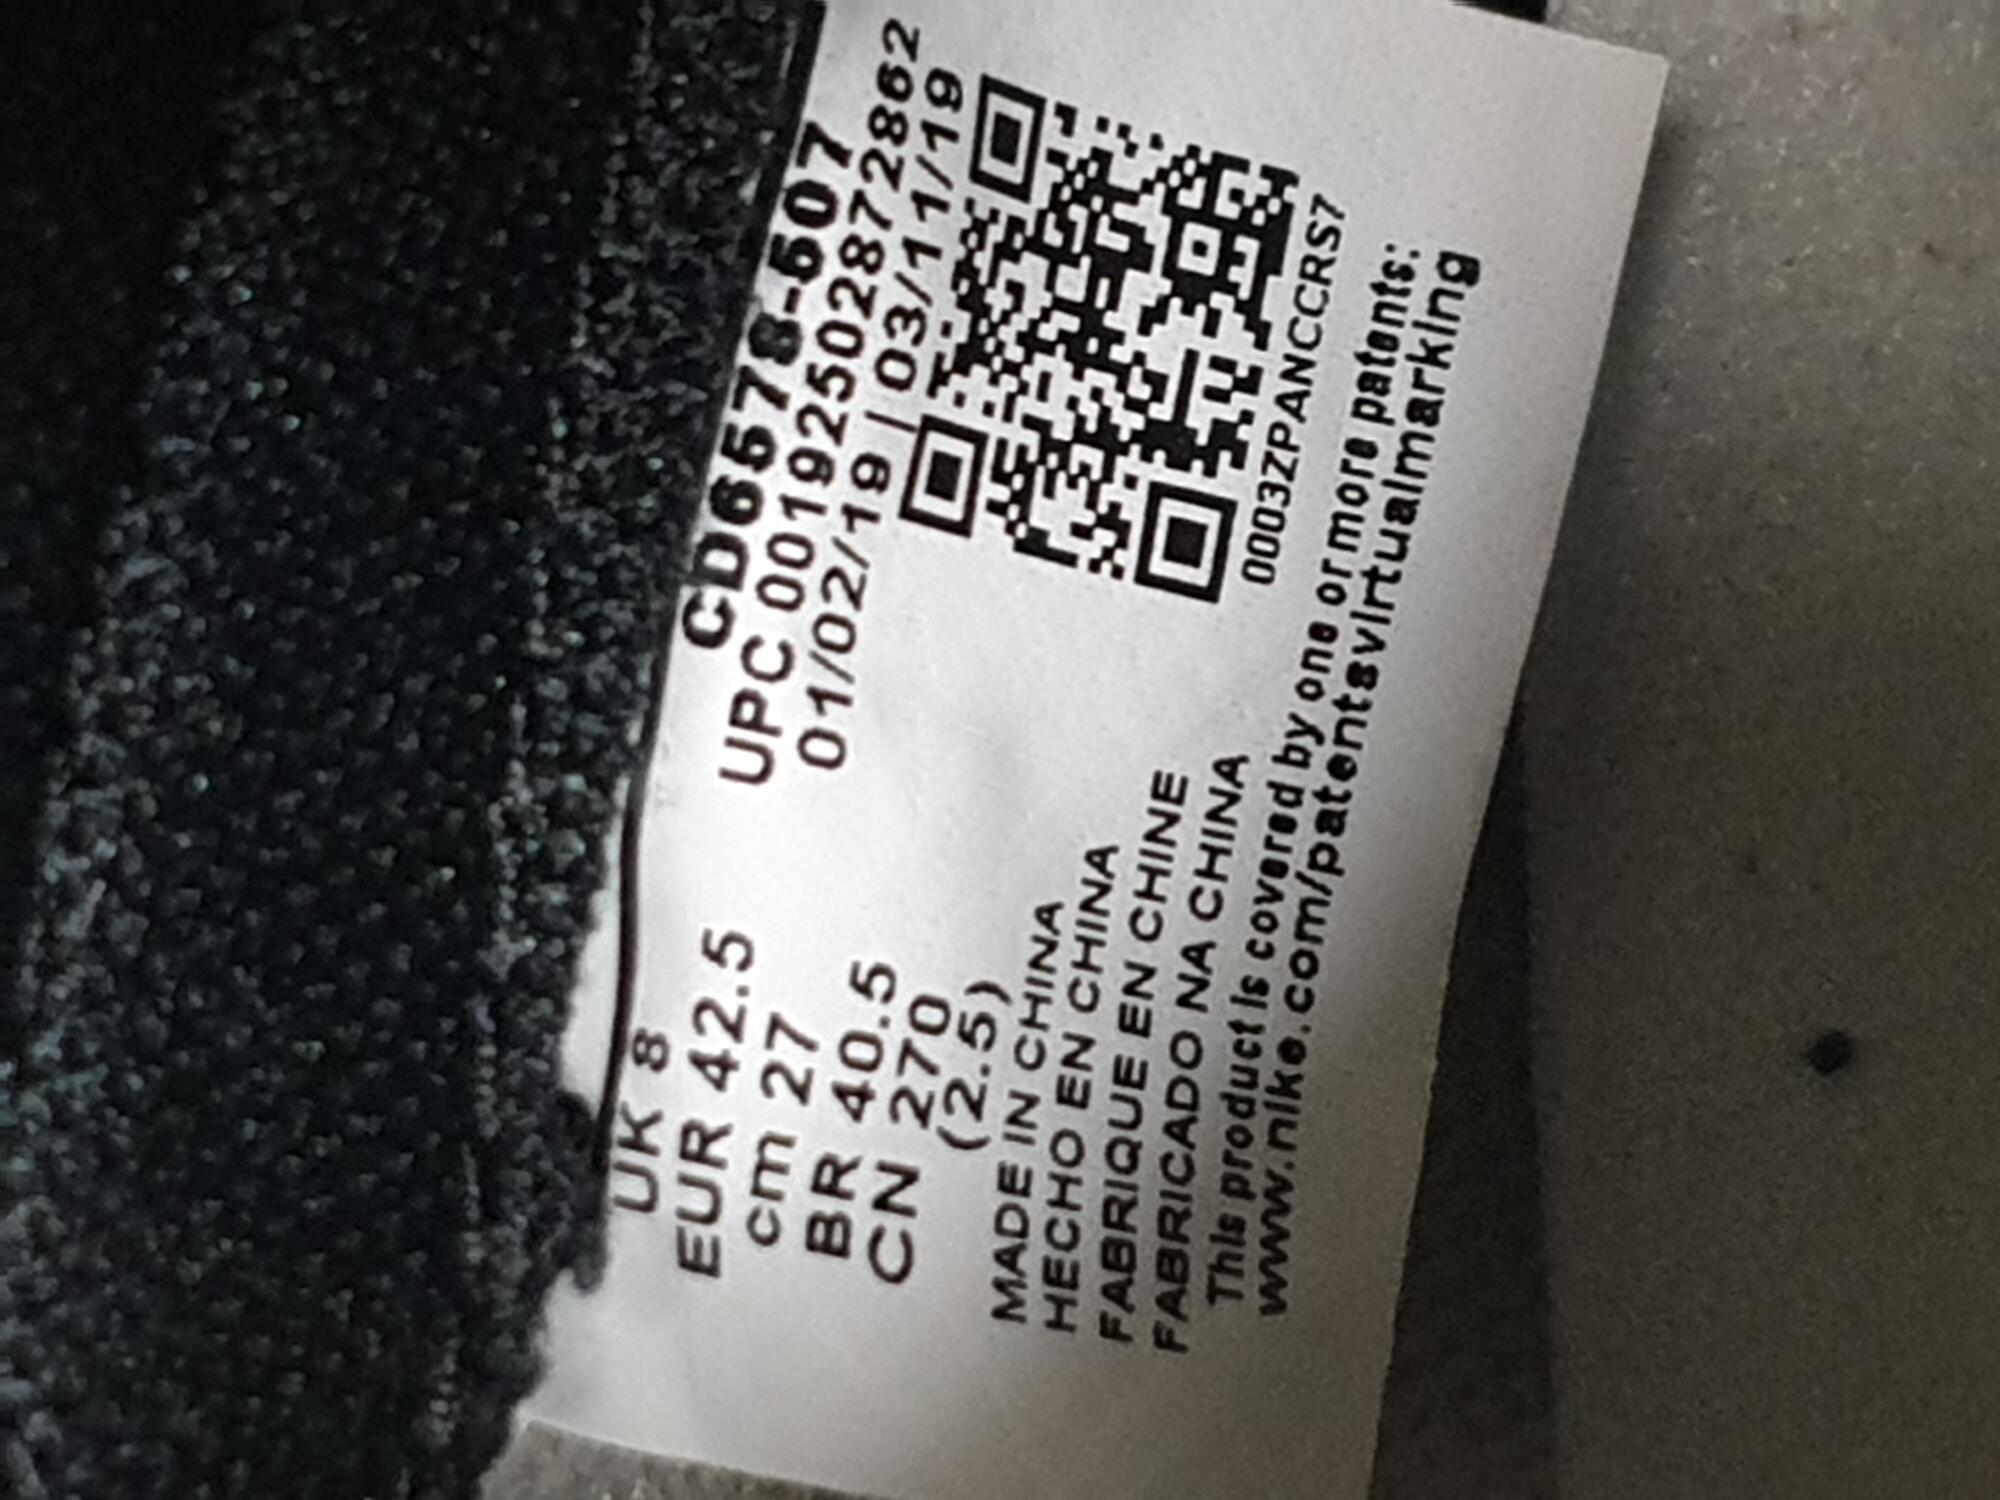 UK 8
EUR 42.5
cm 27
BR 40.5
CN 270
(2.5)
CD6578-507
UPC 00192502872862
01/02/19 | 03/11/19
0003ZPANCCRS7
MADE IN CHINA
HECHO EN CHINA
FABRIQUE EN CHINE
FABRICADO NA CHINA
This product is covered by one or more patents:
www.nike.com/patentsvirtualmarking